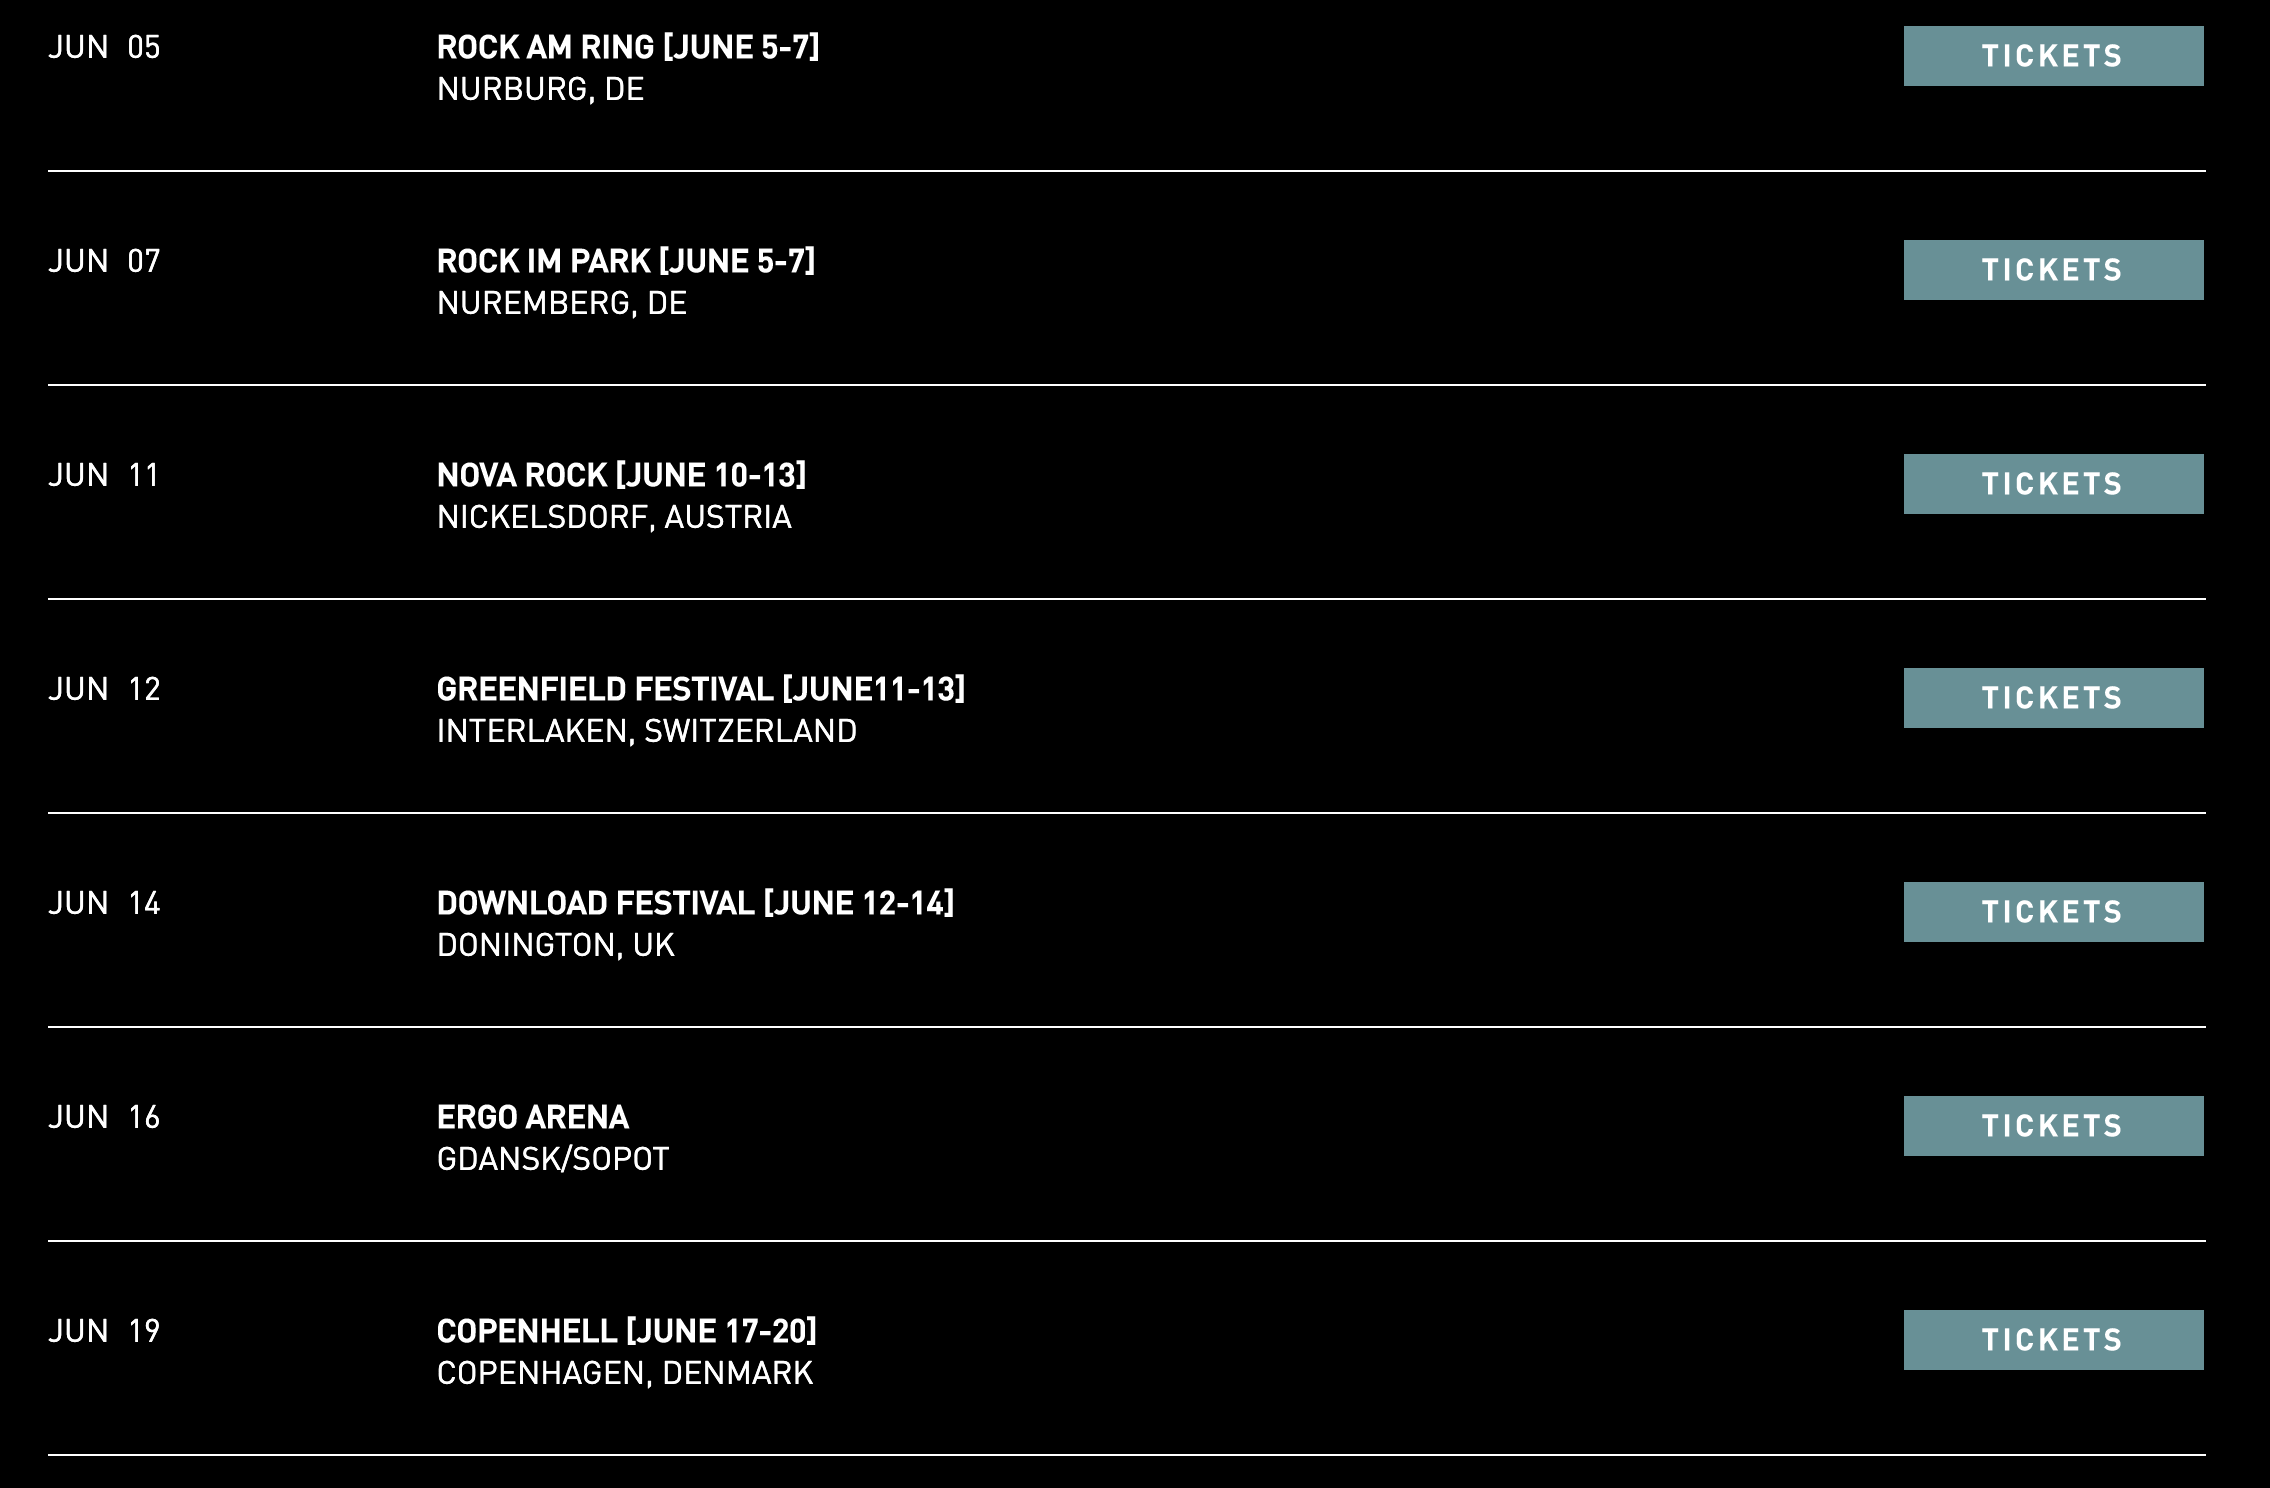 JUN 05
ROCK AM RING [JUNE 5-7]
NURBURG, DE
TICKETS
JUN 07
ROCK IM PARK [JUNE 5-7]
NUREMBERG, DE
TICKETS
JUN 11
NOVA ROCK [JUNE 10-13]
NICKELSDORF, AUSTRIA
TICKETS
JUN 12
GREENFIELD FESTIVAL [JUNE11-13]
INTERLAKEN, SWITZERLAND
TICKETS
JUN 14
DOWNLOAD FESTIVAL [JUNE 12-14]
DONINGTON, UK
TICKETS
JUN 16
ERGO ARENA
GDANSK/SOPOT
TICKETS
JUN 19
COPENHELL [JUNE 17-20]
COPENHAGEN, DENMARK
TICKETS